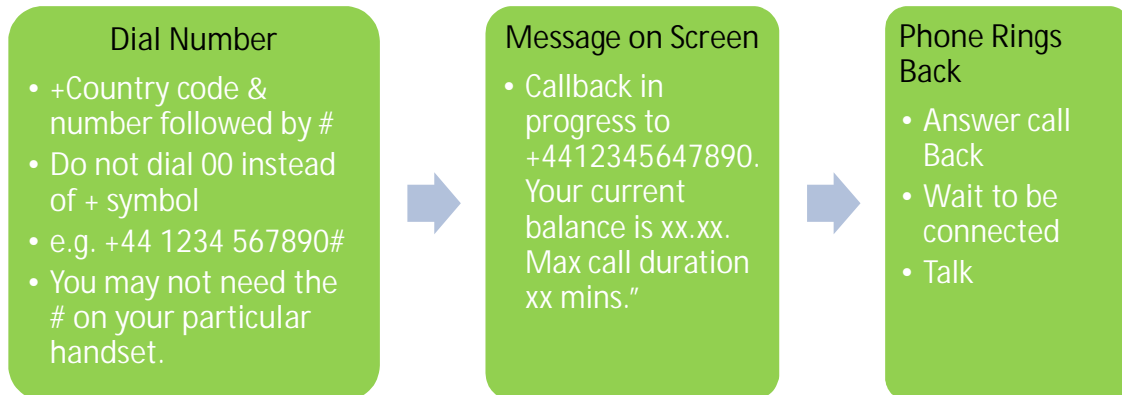 Dial Number
• +Country code &
number followed by #
• Do not dial 00 instead
of + symbol
• e.g. +44 1234 567890#
• You may not need the
# on your particular
handset.
Message on Screen
• Callback in
progress to
+4412345647890.
Your current
balance is xx.xx.
Max call duration
xx mins.”
Phone Rings
Back
• Answer call
Back
• Wait to be
connected
• Talk